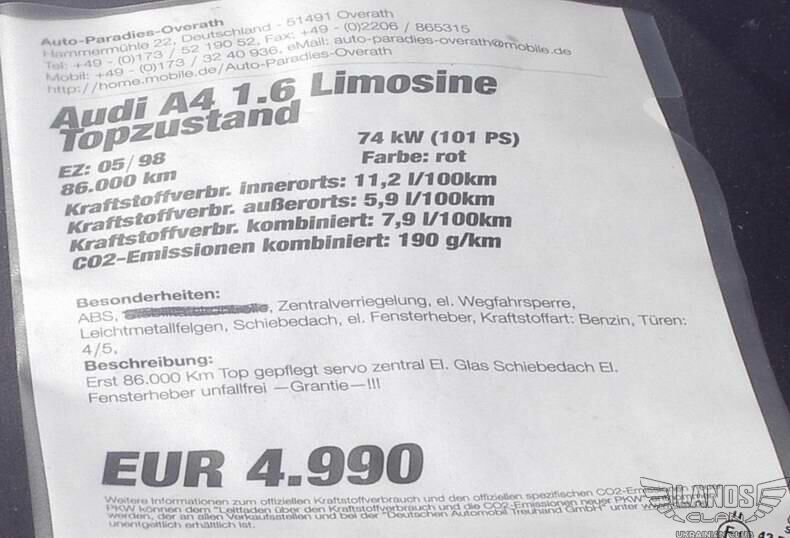 Auto-Paradies-Overath
Hammermühle 22, Deutschland - 51491 Overath
Tel: +49 - (0)173 / 52 190 52, Fax: +49 - (0)2206 / 865315
Mobil: +49 - (0)173 / 32 40 936, eMail: auto-paradies-overath@mobile.de
http://home.mobile.de/Auto-Paradies-Overath
Audi A4 1.6 Limosine
Topzustand
74 kW (101 PS)
EZ: 05/98
Farbe: rot
86.000 km
Kraftstoffverbr. innerorts: 11,2 l/100km
Kraftstoffverbr. außerorts: 5,9 l/100km
Kraftstoffverbr. kombiniert: 7,9 l/100km
CO2-Emissionen kombiniert: 190 g/km
Besonderheiten:
ABS, , Zentralverriegelung, el. Wegfahrsperre,
Leichtmetallfelgen, Schiebedach, el. Fensterheber, Kraftstoffart: Benzin, Türen:
4/5,
Beschreibung:
Erst 86.000 Km Top gepflegt servo zentral El. Glas Schiebedach El.
Fensterheber unfallfrei —Grantie—!!!
EUR 4.990
Weitere Informationen zum offiziellen Kraftstoffverbrauch und den offiziellen spezifischen CO2-
PKW können dem "Leitfaden über den Kraftstoffverbrauch und die CO2-Emissionen neuer PKW"
werden, der an allen Verkaufsstellen und bei der "Deutschen Automobil Treuhand GmbH" unter
unentgeltlich erhältlich ist.
LANOS
CLAN
UKRAINIAN CLUB